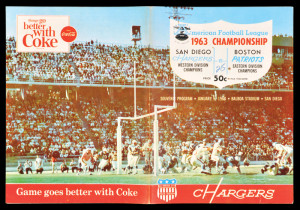 Things go
better
with
Coke
Coca-Cola
American Football League
1963 CHAMPIONSHIP
SAN DIEGO
CHARGERS
WESTERN DIVISION
CHAMPIONS
BOSTON
PATRIOTS
EASTERN DIVISION
CHAMPIONS
50c
SOUVENIR PROGRAM • JANUARY 5, 1964 • BALBOA STADIUM • SAN DIEGO
Game goes better with Coke
CHARGERS